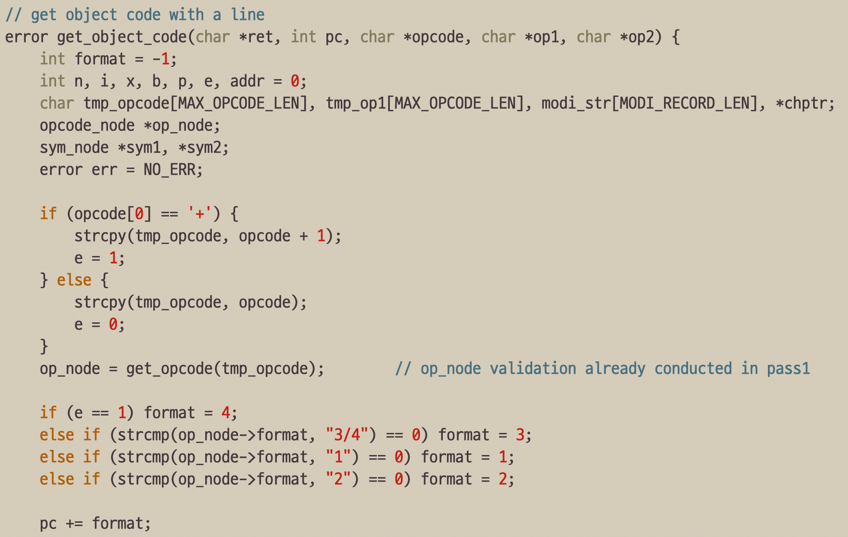 // get object code with a line
error get_object_code(char *ret, int pc, char *opcode, char *op1, char *op2) {
    int format = -1;
    int n, i, x, b, p, e, addr = 0;
    char tmp_opcode[MAX_OPCODE_LEN], tmp_op1[MAX_OPCODE_LEN], modi_str[MODI_RECORD_LEN], *chptr;
    opcode_node *op_node;
    sym_node *sym1, *sym2;
    error err = NO_ERR;

    if (opcode[0] == '+') {
        strcpy(tmp_opcode, opcode + 1);
        e = 1;
    } else {
        strcpy(tmp_opcode, opcode);
        e = 0;
    }
    op_node = get_opcode(tmp_opcode);        // op_node validation already conducted in pass1

    if (e == 1) format = 4;
    else if (strcmp(op_node->format, "3/4") == 0) format = 3;
    else if (strcmp(op_node->format, "1") == 0) format = 1;
    else if (strcmp(op_node->format, "2") == 0) format = 2;

    pc += format;